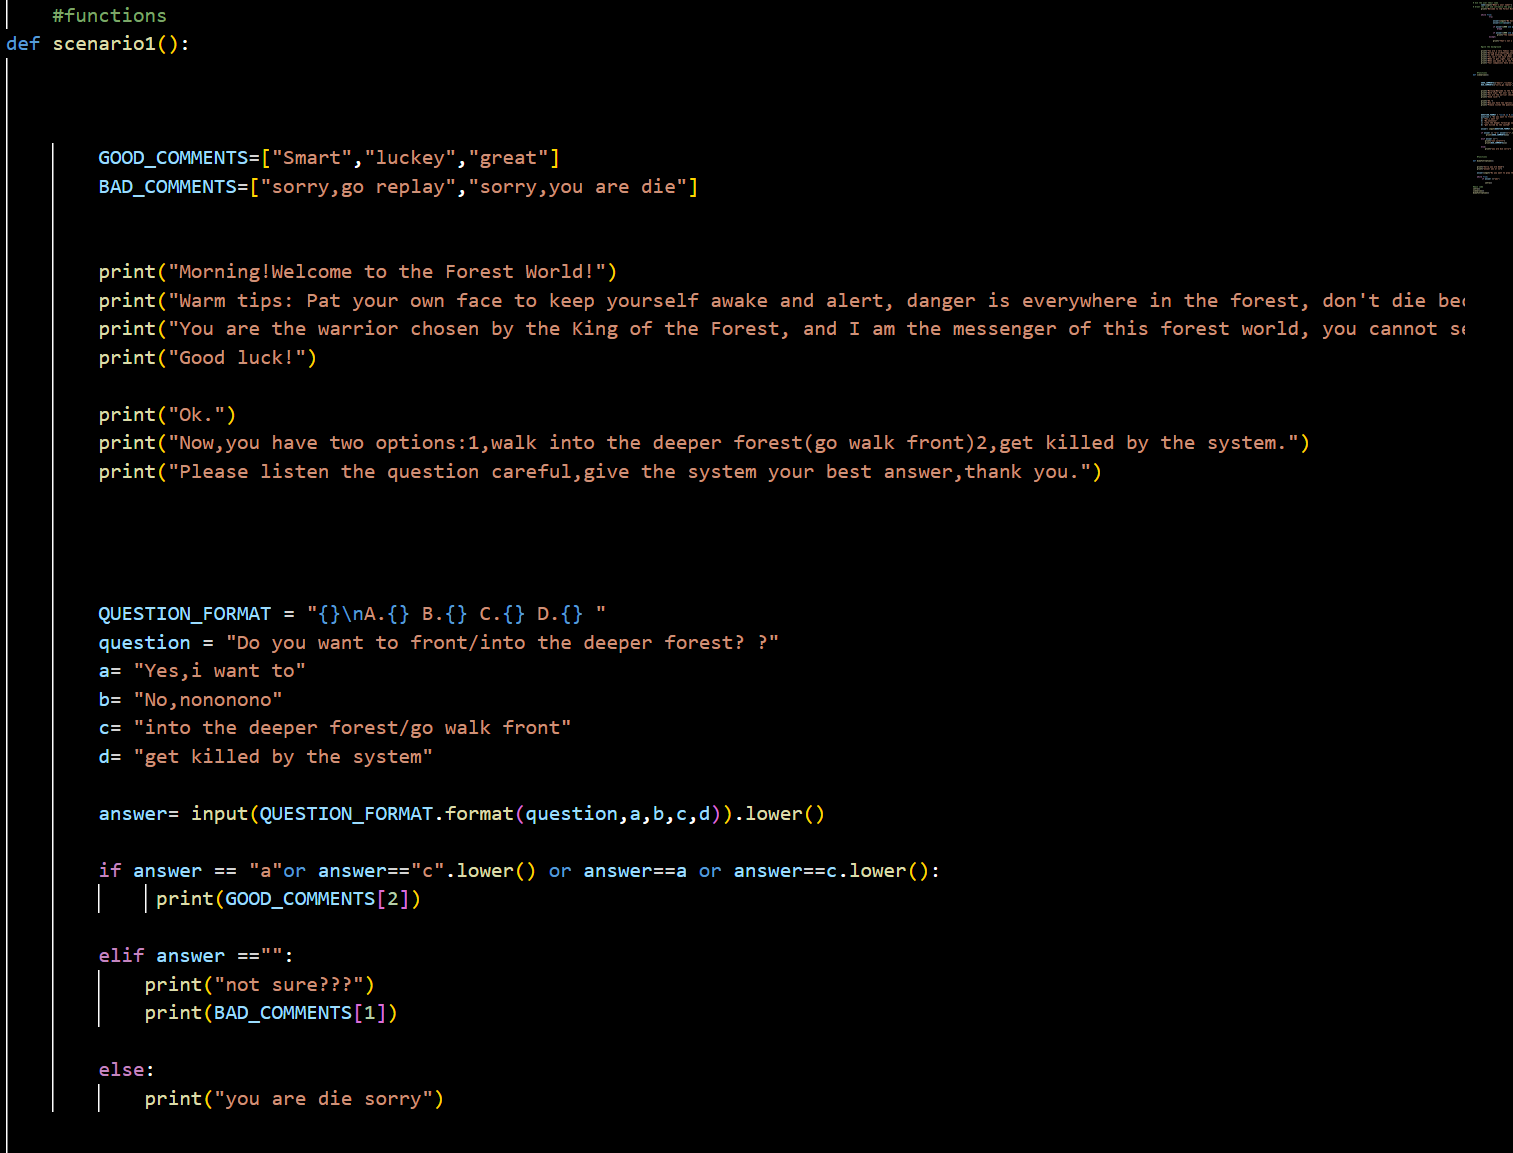 #functions
def scenario1():
GOOD_COMMENTS=["Smart","luckey","great"]
BAD_COMMENTS=["sorry,go replay","sorry,you are die"]
print("Morning!Welcome to the Forest World!")
print("Warm tips: Pat your own face to keep yourself awake and alert, danger is everywhere in the forest, don't die bec
print("You are the warrior chosen by the King of the Forest, and I am the messenger of this forest world, you cannot se
print("Good luck!")
print("Ok.")
print("Now,you have two options:1,walk into the deeper forest(go walk front)2,get killed by the system.")
print("Please listen the question careful,give the system your best answer,thank you.")
QUESTION_FORMAT = "{}\nA.{} B.{} C.{} D.{} "
question = "Do you want to front/into the deeper forest? ?"
a= "Yes,i want to"
b= "No,nononono"
c= "into the deeper forest/go walk front"
d= "get killed by the system"
answer= input(QUESTION_FORMAT.format(question,a,b,c,d)).lower()
if answer == "a"or answer=="c".lower() or answer==a or answer==c.lower():
print(GOOD_COMMENTS[2])
elif answer =="":
print("not sure???")
print(BAD_COMMENTS[1])
else:
print("you are die sorry")